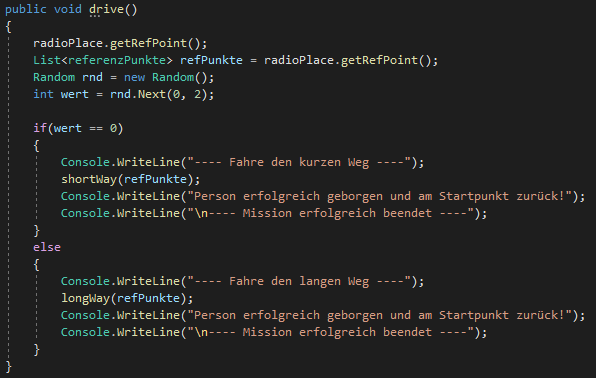 public void drive()
{
radioPlace.getRefPoint();
List<referenzPunkte> refPunkte = radioPlace.getRefPoint();
Random rnd = new Random();
int wert = rnd.Next(0, 2);
if(wert == 0)
{
Console.WriteLine("---- Fahre den kurzen Weg ----");
shortWay(refPunkte);
Console.WriteLine("Person erfolgreich geborgen und am Startpunkt zurück!");
Console.WriteLine("\n---- Mission erfolgreich beendet ----");
}
else
{
Console.WriteLine("---- Fahre den langen Weg ----");
longWay(refPunkte);
Console.WriteLine("Person erfolgreich geborgen und am Startpunkt zurück!");
Console.WriteLine("\n---- Mission erfolgreich beendet ----");
}
}